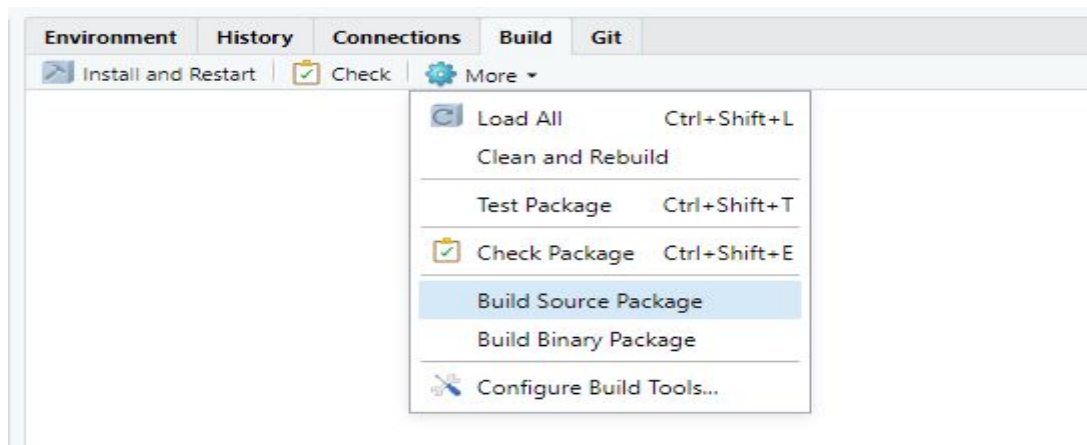 Environment History Connections Build Git
Install and Restart Check More
Load All Ctrl+Shift+L
Clean and Rebuild
Test Package Ctrl+Shift+T
Check Package Ctrl+Shift+E
Build Source Package
Build Binary Package
Configure Build Tools...